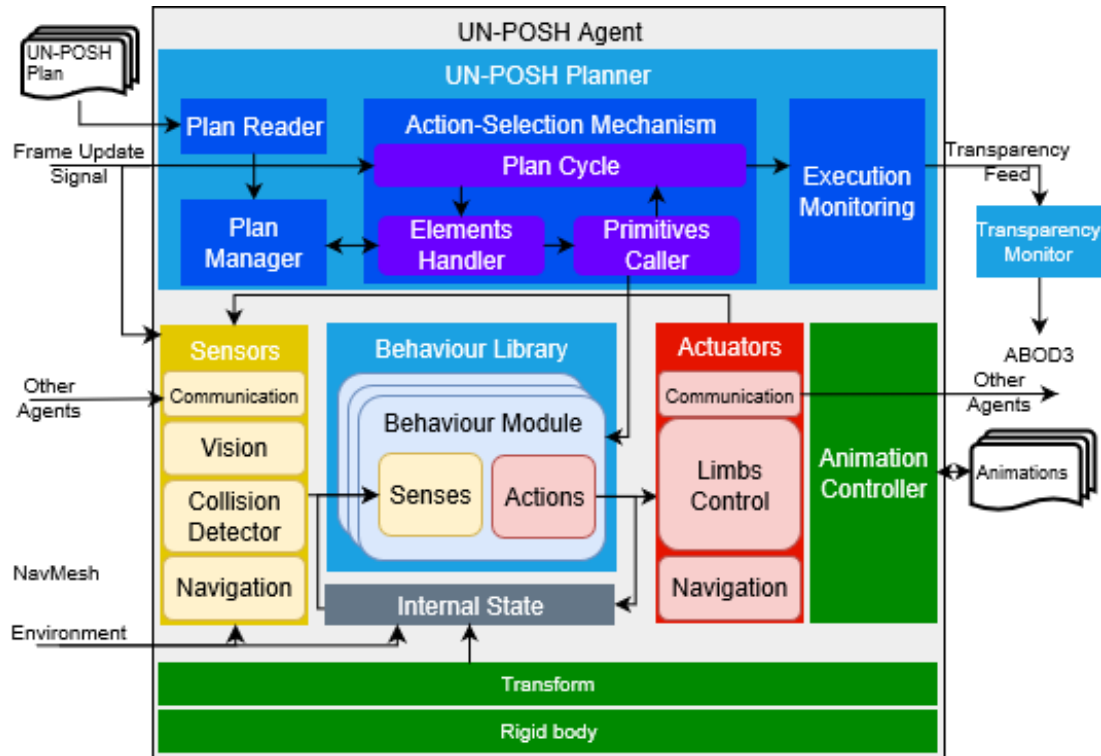 UN-POSH Agent
UN-POSH
Plan
UN-POSH Planner
Plan Reader
Action-Selection Mechanism
Frame Update
Signal
Plan Cycle
Execution
Monitoring
Transparency
Feed
Plan
Manager
Elements
Handler
Primitives
Caller
Transparency
Monitor
Sensors
Behaviour Library
Actuators
ABOD3
Other
Agents
Communication
Communication
Other
Agents
Vision
Behaviour Module
Limbs
Control
Animation
Controller
Animations
Collision
Detector
Senses
Actions
NavMesh
Navigation
Navigation
Internal State
Environment
Transform
Rigid body